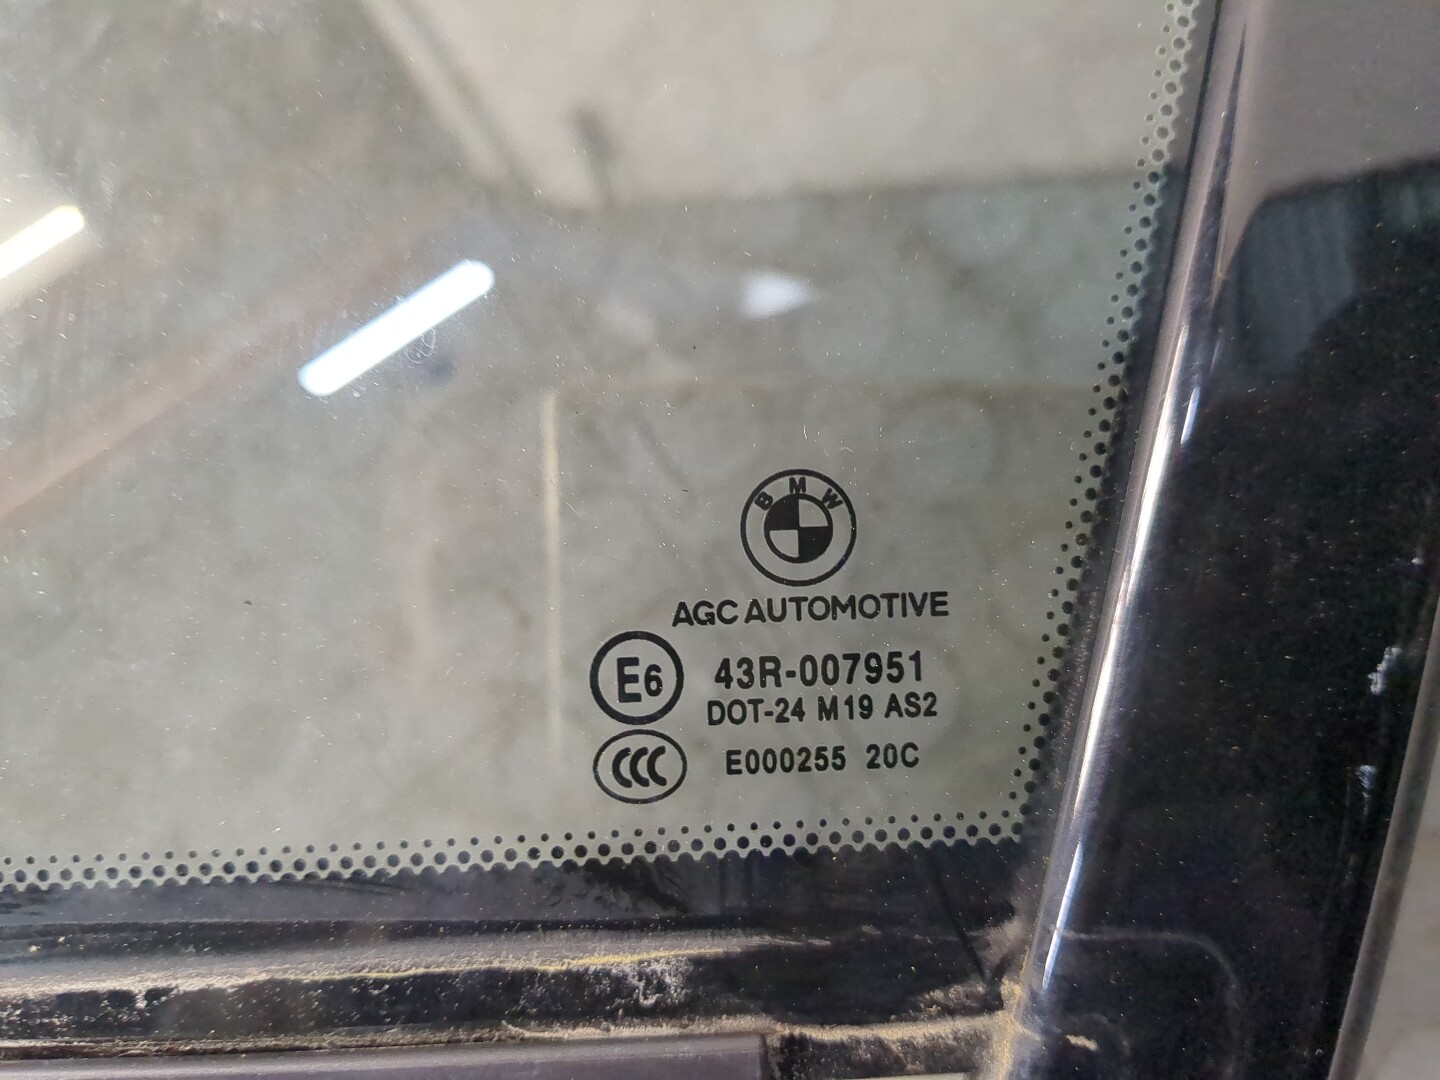 BMW
AGC AUTOMOTIVE
E6 43R-007951
DOT-24 M19 AS2
CCC E000255 20C